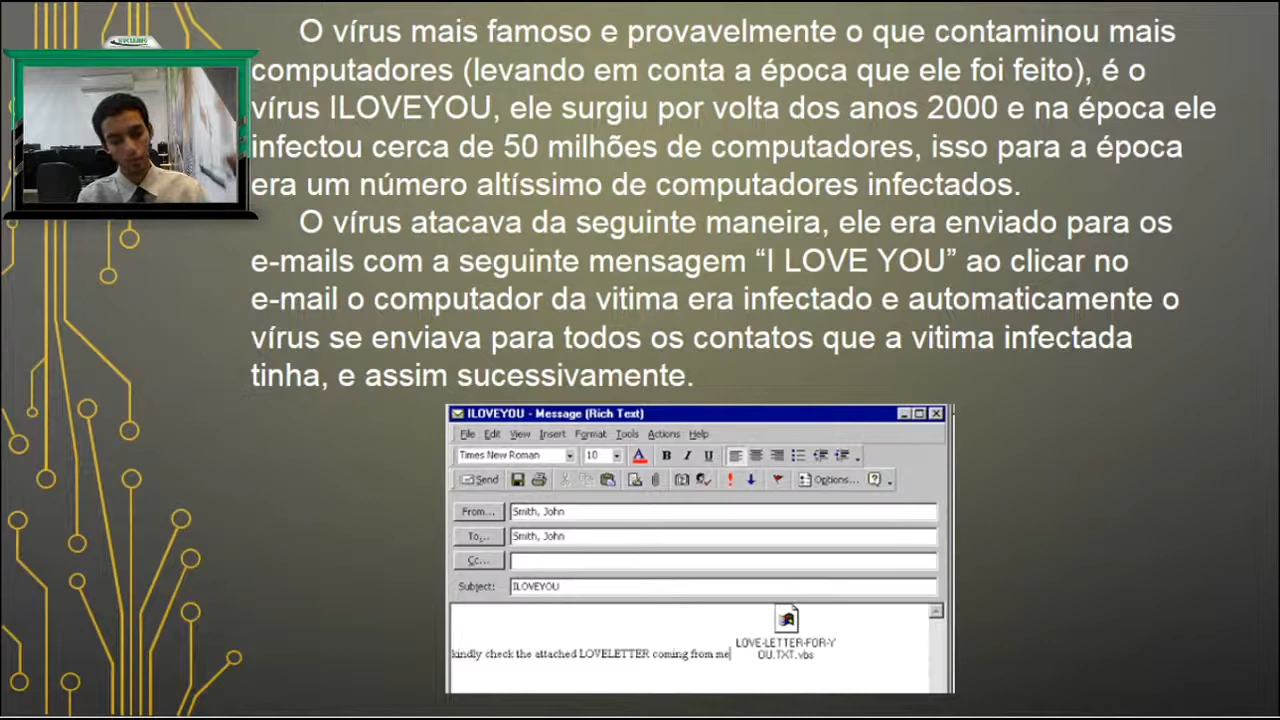 O vírus mais famoso e provavelmente o que contaminou mais
computadores (levando em conta a época que ele foi feito), é o
vírus ILOVEYOU, ele surgiu por volta dos anos 2000 e na época ele
infectou cerca de 50 milhões de computadores, isso para a época
era um número altíssimo de computadores infectados.
O vírus atacava da seguinte maneira, ele era enviado para os
e-mails com a seguinte mensagem “I LOVE YOU” ao clicar no
e-mail o computador da vitima era infectado e automaticamente o
vírus se enviava para todos os contatos que a vitima infectada
tinha, e assim sucessivamente.
ILOVEYOU - Message (Rich Text)
File Edit View Insert Format Tools Actions Help
Times New Roman 10 A B I U
Send Options...
From... Smith, John
To... Smith, John
Cc...
Subject: ILOVEYOU
kindly check the attached LOVELETTER coming from me
LOVE-LETTER-FOR-Y
OU.TXT.vbs